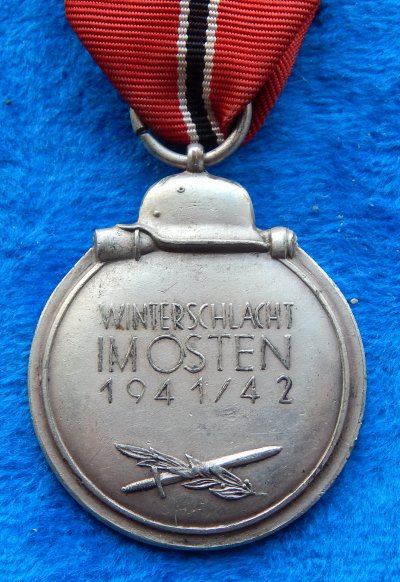 WINTERSCHLACHT
IM OSTEN
1941/42